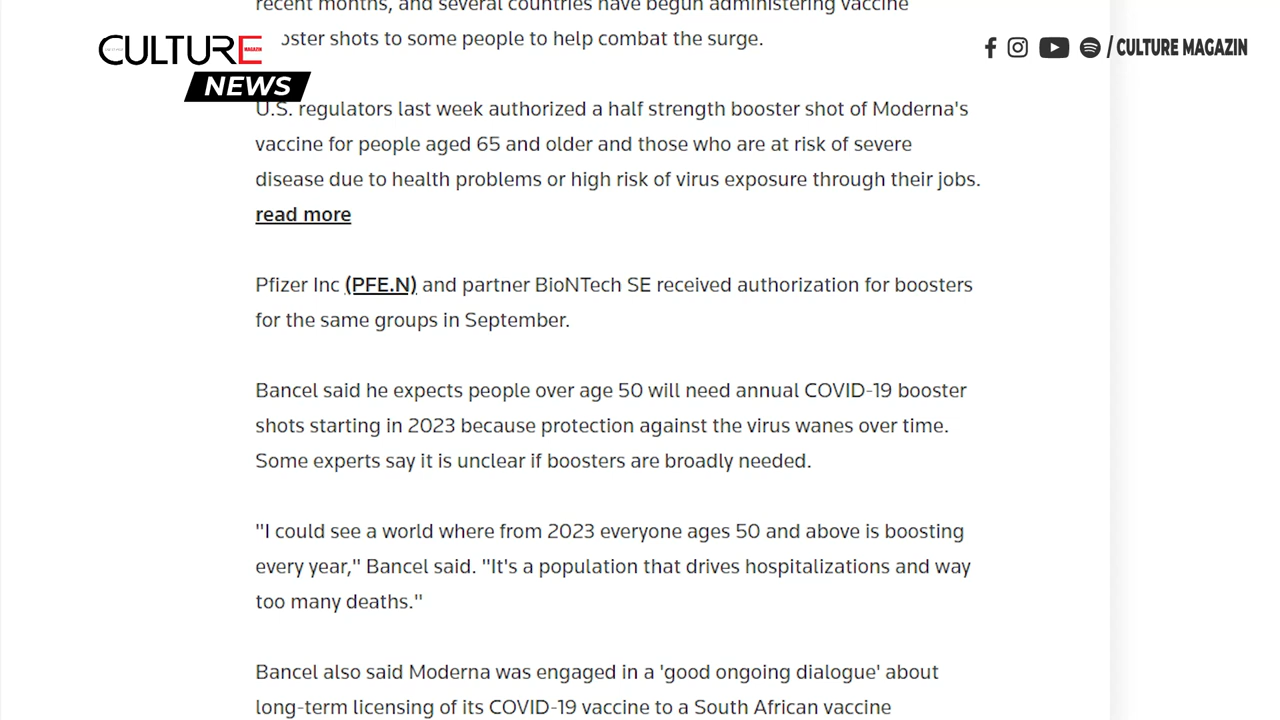 recent months, and several countries have begun administering vaccine
oster shots to some people to help combat the surge.
CULTURE
NEWS
/ CULTURE MAGAZIN
U.S. regulators last week authorized a half strength booster shot of Moderna's
vaccine for people aged 65 and older and those who are at risk of severe
disease due to health problems or high risk of virus exposure through their jobs.
read more
Pfizer Inc (PFE.N) and partner BioNTech SE received authorization for boosters
for the same groups in September.
Bancel said he expects people over age 50 will need annual COVID-19 booster
shots starting in 2023 because protection against the virus wanes over time.
Some experts say it is unclear if boosters are broadly needed.
"I could see a world where from 2023 everyone ages 50 and above is boosting
every year," Bancel said. "It's a population that drives hospitalizations and way
too many deaths."
Bancel also said Moderna was engaged in a 'good ongoing dialogue' about
long-term licensing of its COVID-19 vaccine to a South African vaccine